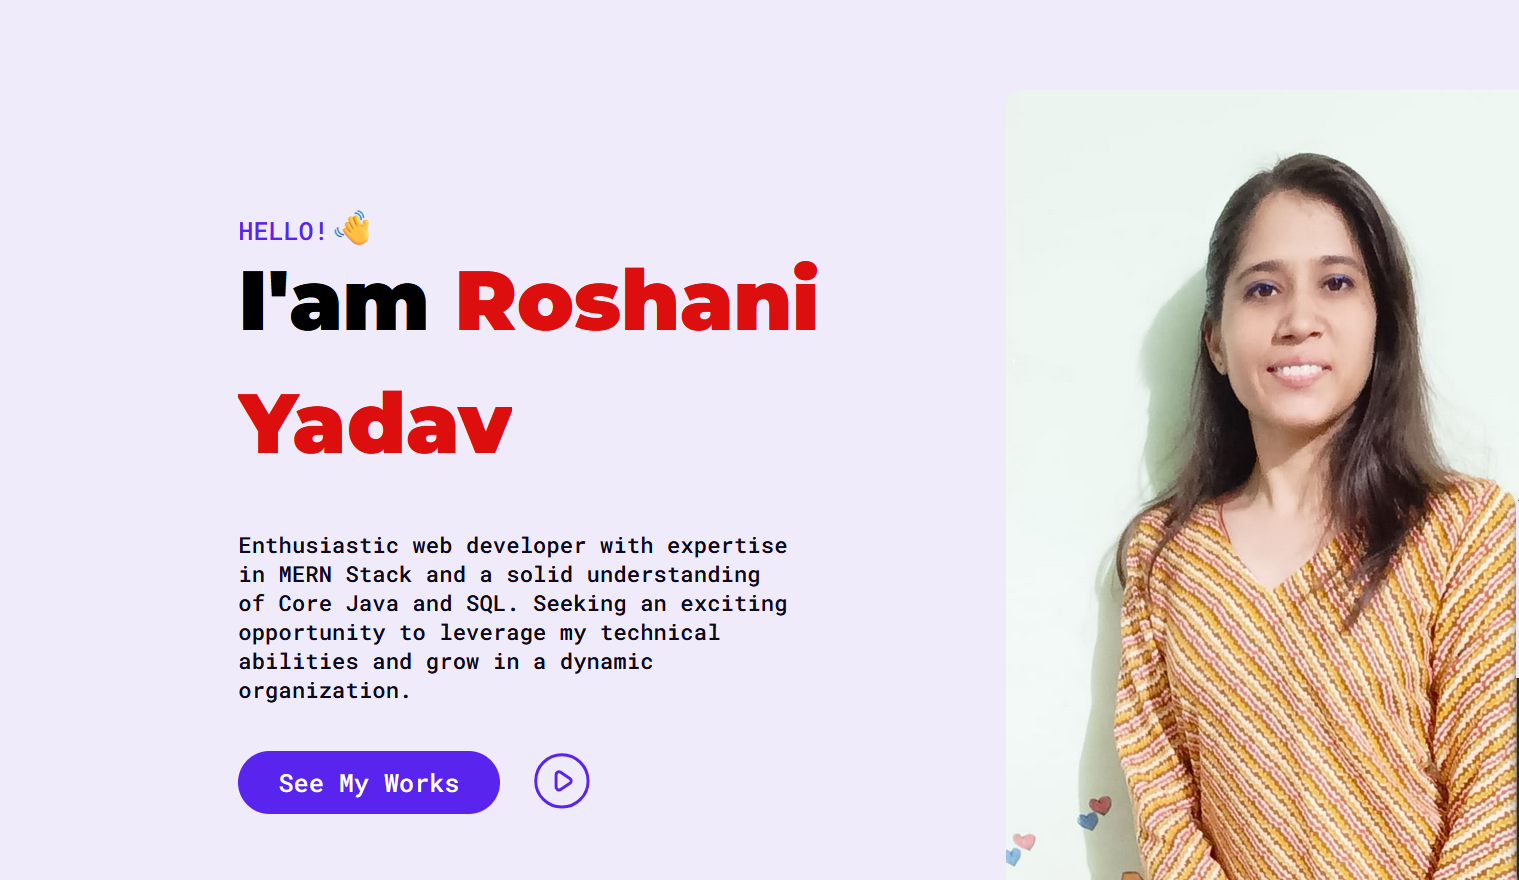 HELLO! 👋
I'am Roshani
Yadav
Enthusiastic web developer with expertise
in MERN Stack and a solid understanding
of Core Java and SQL. Seeking an exciting
opportunity to leverage my technical
abilities and grow in a dynamic
organization.
See My Works